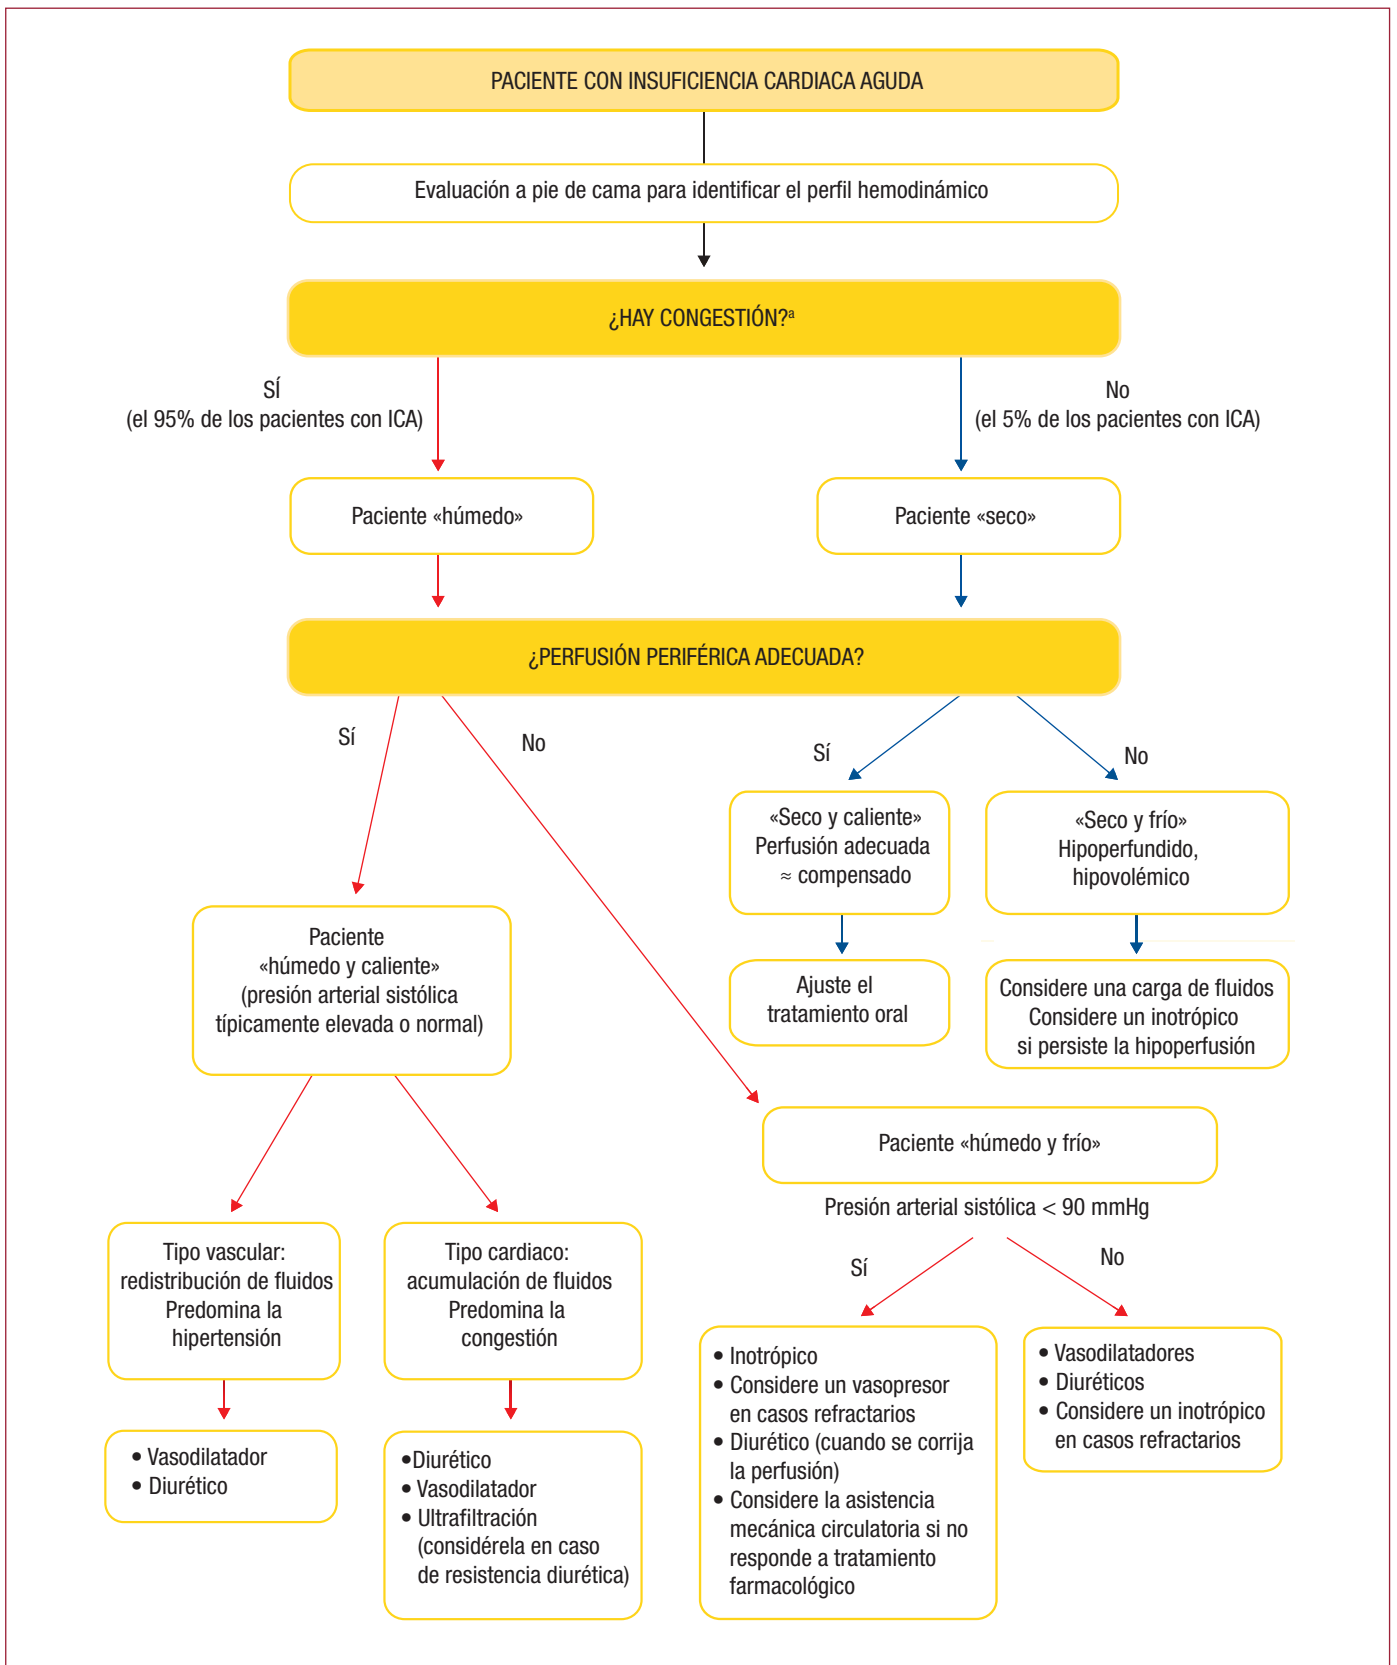 PACIENTE CON INSUFICIENCIA CARDIACA AGUDA
Evaluación a pie de cama para identificar el perfil hemodinámico
¿HAY CONGESTIÓN?ª
SÍ
(el 95% de los pacientes con ICA)
No
(el 5% de los pacientes con ICA)
Paciente «húmedo»
Paciente «seco»
¿PERFUSIÓN PERIFÉRICA ADECUADA?
Sí
No
Sí
No
«Seco y caliente»
Perfusión adecuada
≈ compensado
«Seco y frío»
Hipoperfundido,
hipovolémico
Paciente
«húmedo y caliente»
(presión arterial sistólica
típicamente elevada o normal)
Ajuste el
tratamiento oral
Considere una carga de fluidos
Considere un inotrópico
si persiste la hipoperfusión
Paciente «húmedo y frío»
Presión arterial sistólica < 90 mmHg
Sí
No
Tipo vascular:
redistribución de fluidos
Predomina la
hipertensión
Tipo cardiaco:
acumulación de fluidos
Predomina la
congestión
• Vasodilatador
• Diurético
•Diurético
• Vasodilatador
• Ultrafiltración
(considérela en caso
de resistencia diurética)
• Inotrópico
• Considere un vasopresor
en casos refractarios
• Diurético (cuando se corrija
la perfusión)
• Considere la asistencia
mecánica circulatoria si no
responde a tratamiento
farmacológico
• Vasodilatadores
• Diuréticos
• Considere un inotrópico
en casos refractarios